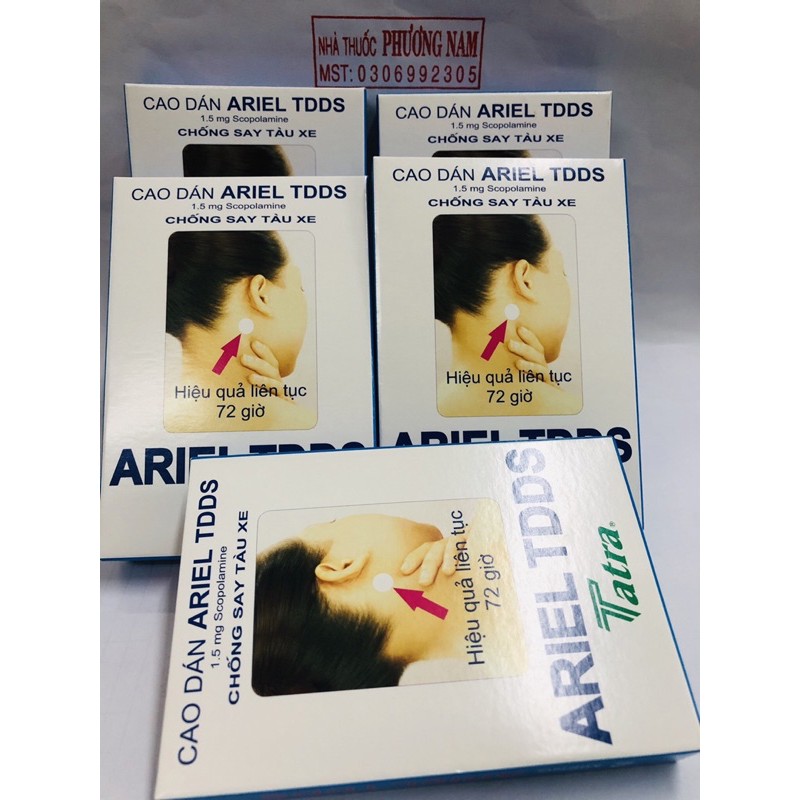 NHÀ THUỐC PHƯƠNG NAM
MST: 0306992305
CAO DÁN ARIEL TDDS
1.5 mg Scopolamine
CHỐNG SAY TÀU XE
CAO DÁN ARIEL TDDS
1.5 mg Scopolamine
CHỐNG SAY TÀU XE
CAO DÁN ARIEL TDDS
1.5 mg Scopolamine
CHỐNG SAY TÀU XE
Hiệu quả liên tục
72 giờ
ARIEL TDDS
CAO DÁN ARIEL TDDS
1.5 mg Scopolamine
CHỐNG SAY TÀU XE
Hiệu quả liên tục
72 giờ
ARIEL TDDS
CAO DÁN ARIEL TDDS
1.5 mg Scopolamine
CHỐNG SAY TÀU XE
Hiệu quả liên tục
72 giờ
ARIEL TDDS
Tatra®